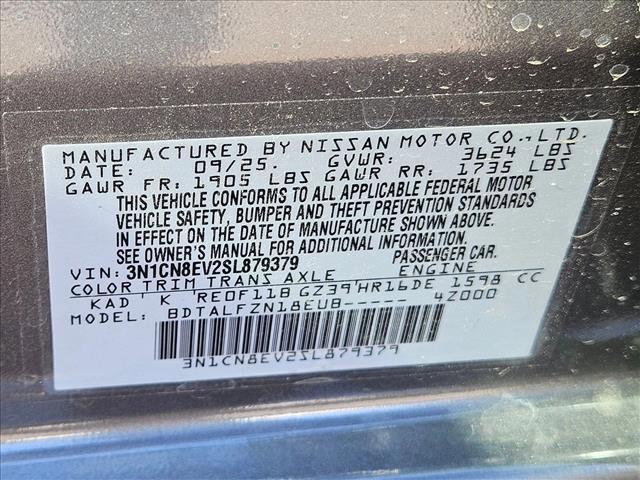 MANUFACTURED BY NISSAN MOTOR CO., LTD.
DATE: 09/25. GVWR: 3624 LBS
GAWR FR: 1905 LBS GAWR RR: 1735 LBS
THIS VEHICLE CONFORMS TO ALL APPLICABLE FEDERAL MOTOR
VEHICLE SAFETY, BUMPER AND THEFT PREVENTION STANDARDS
IN EFFECT ON THE DATE OF MANUFACTURE SHOWN ABOVE.
SEE OWNER'S MANUAL FOR ADDITIONAL INFORMATION.
VIN: 3N1CN8EV2SL879379 PASSENGER CAR.
COLOR TRIM TRANS AXLE ENGINE
KAD ' K 'RE0F11B GZ39'HR16DE 1598 CC
MODEL: BDTALFZN18EUB----- 4Z000
3N1CN8EV2SL879379